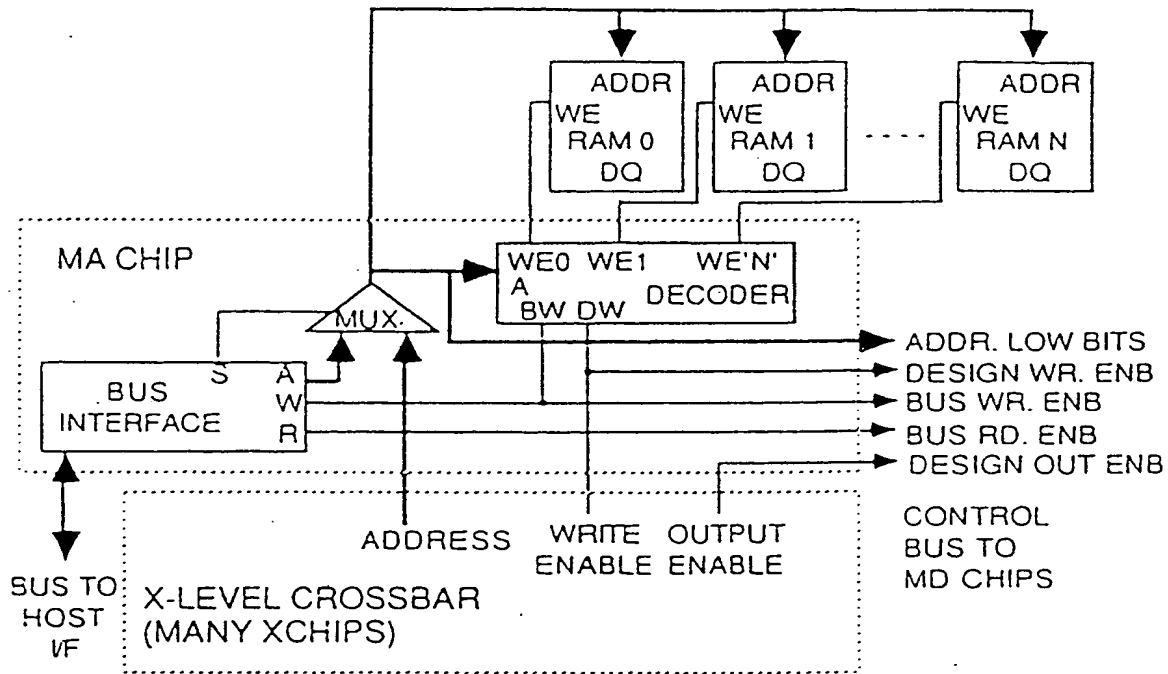 ADDR
WE
RAM 0
DQ
ADDR
WE
RAM 1
DQ
ADDR
WE
RAM N
DQ
MA CHIP
WE0 WE1 WE'N'
A
DECODER
BW DW
MUX
S
A
BUS
INTERFACE
W
R
ADDR. LOW BITS
DESIGN WR. ENB
BUS WR. ENB
BUS RD. ENB
DESIGN OUT ENB
CONTROL
BUS TO
MD CHIPS
ADDRESS
WRITE
ENABLE
OUTPUT
ENABLE
BUS TO
HOST
I/F
X-LEVEL CROSSBAR
(MANY XCHIPS)